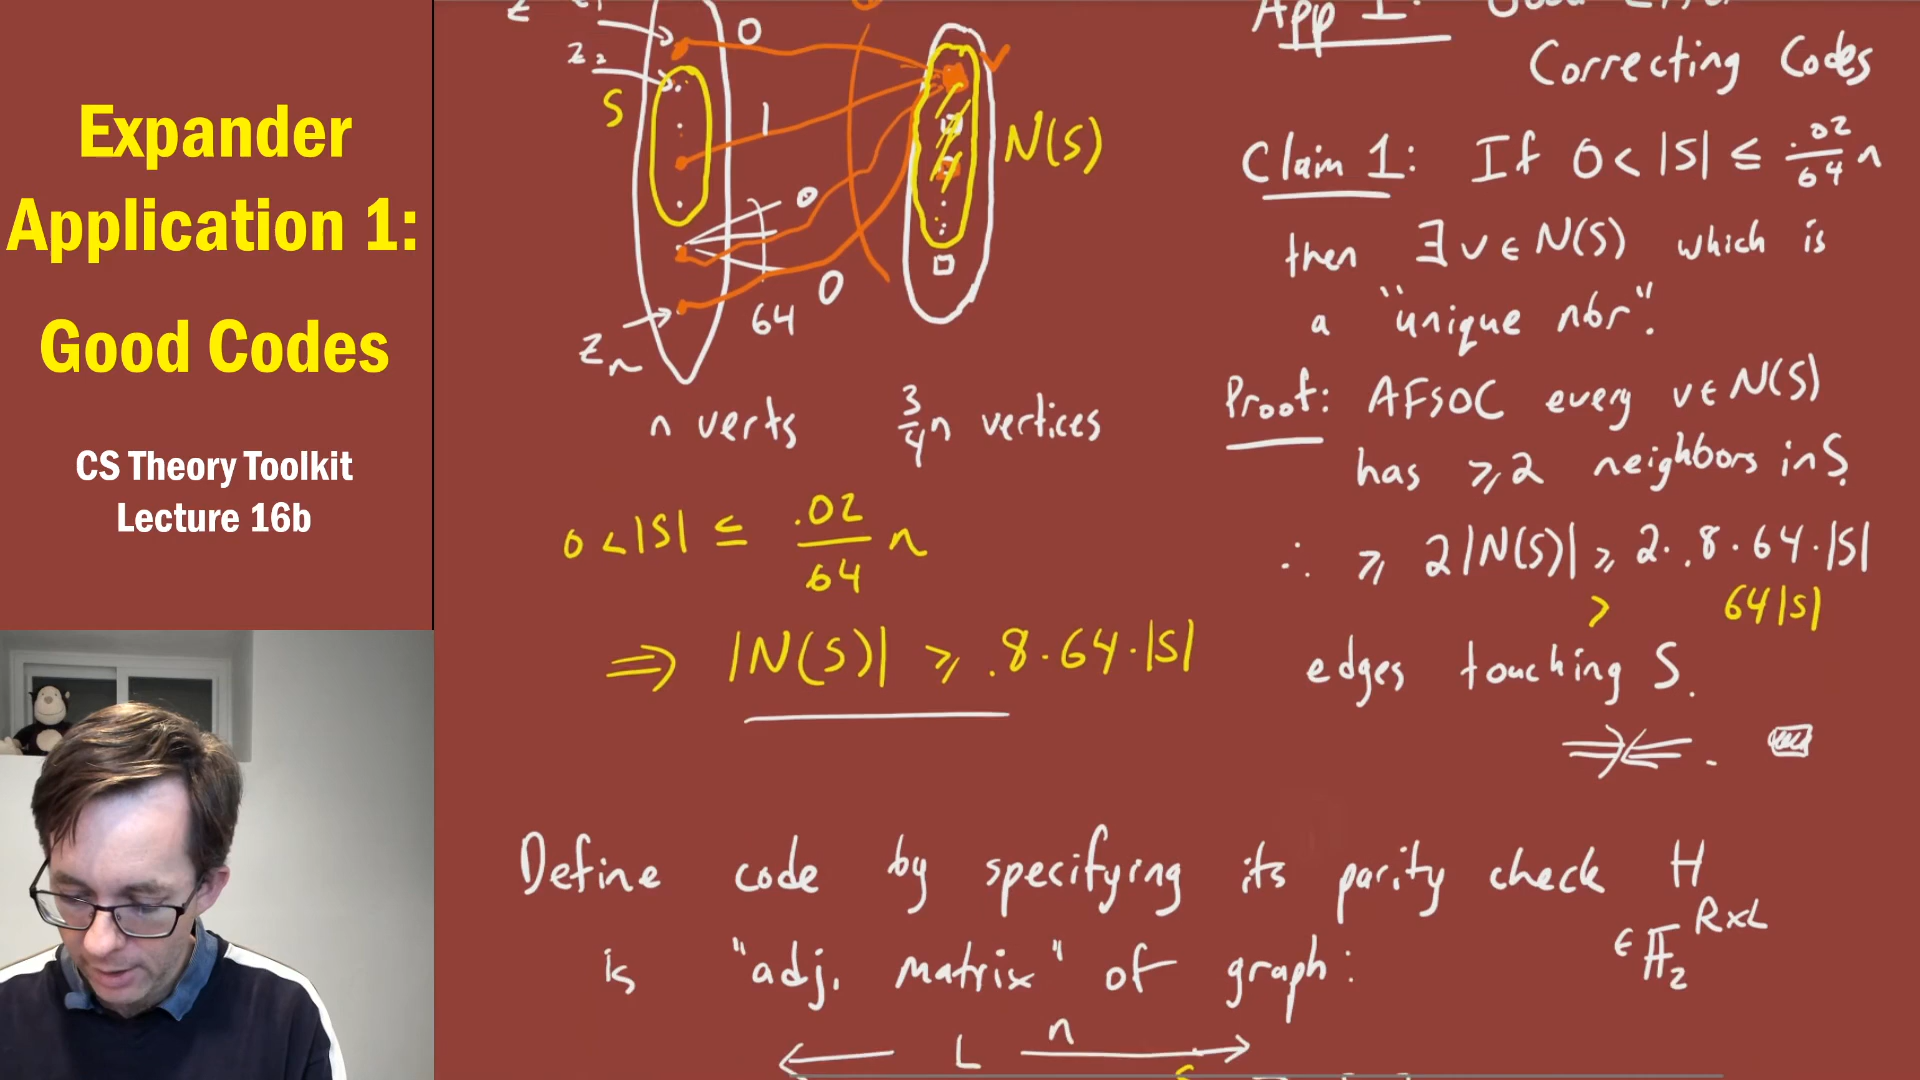 Expander
Application 1:
Good Codes
CS Theory Toolkit
Lecture 16b
z₂
S
0
1
0
0
64
zₙ
N(S)
n verts
3/4 n vertices
0 < |S| ≤ .02/64 n
⇒ |N(S)| ≥ .8·64·|S|
App 1: Good Error
Correcting Codes
Claim 1: If 0 < |S| ≤ .02/64 n
then ∃ v ∈ N(S) which is
a "unique nbr".
Proof: AFSOC every v ∈ N(S)
has ≥ 2 neighbors in S.
∴ ≥ 2|N(S)| ≥ 2·.8·64·|S|
> 64|S|
edges touching S.
⇒⇐.
Define code by specifying its parity check H
∈ 𝔽₂^{R×L}
is "adj. matrix" of graph:
L n